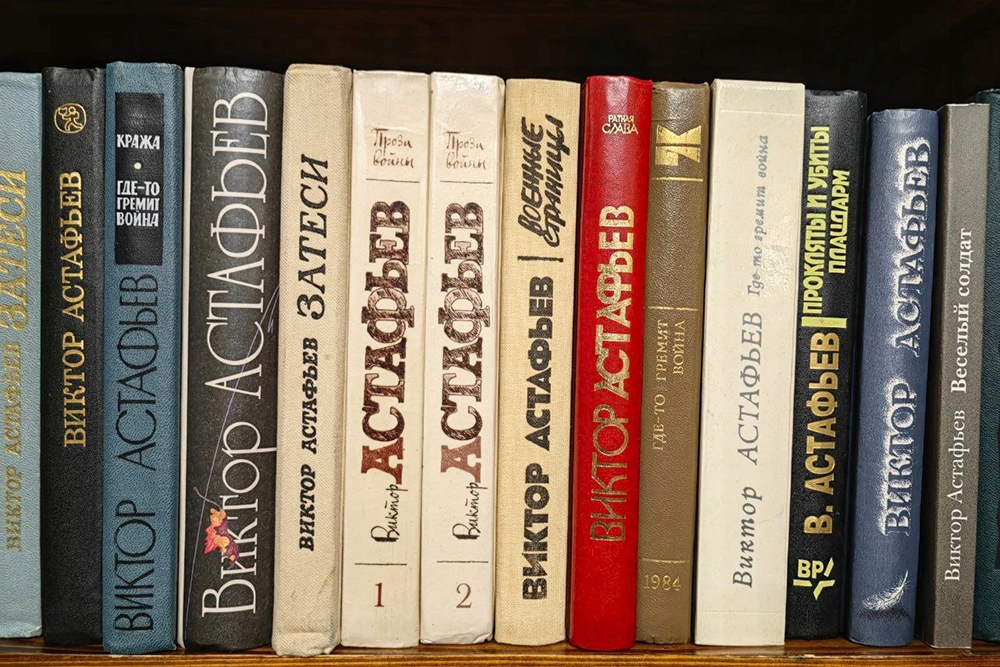 ВИКТОР АСТАФЬЕВ ЗАТЕСИ
ВИКТОР АСТАФЬЕВ
КРАЖА
•
ГДЕ-ТО
ГРЕМИТ
ВОЙНА
ВИКТОР АСТАФЬЕВ
Виктор АСТАФЬЕВ
ВИКТОР АСТАФЬЕВ ЗАТЕСИ
Проза
войны
Виктор АСТАФЬЕВ
1
Проза
войны
Виктор АСТАФЬЕВ
2
ВИКТОР АСТАФЬЕВ | ВОЕННЫЕ
СТРАНИЦЫ
РАТНАЯ
СЛАВА
ВИКТОР АСТАФЬЕВ
ГДЕ-ТО ГРЕМИТ
ВОЙНА
1984
Виктор АСТАФЬЕВ Где-то гремит война
В. АСТАФЬЕВ | ПРОКЛЯТЫ И УБИТЫ
ПЛАЦДАРМ
ВР
ВИКТОР АСТАФЬЕВ
Виктор Астафьев Веселый солдат